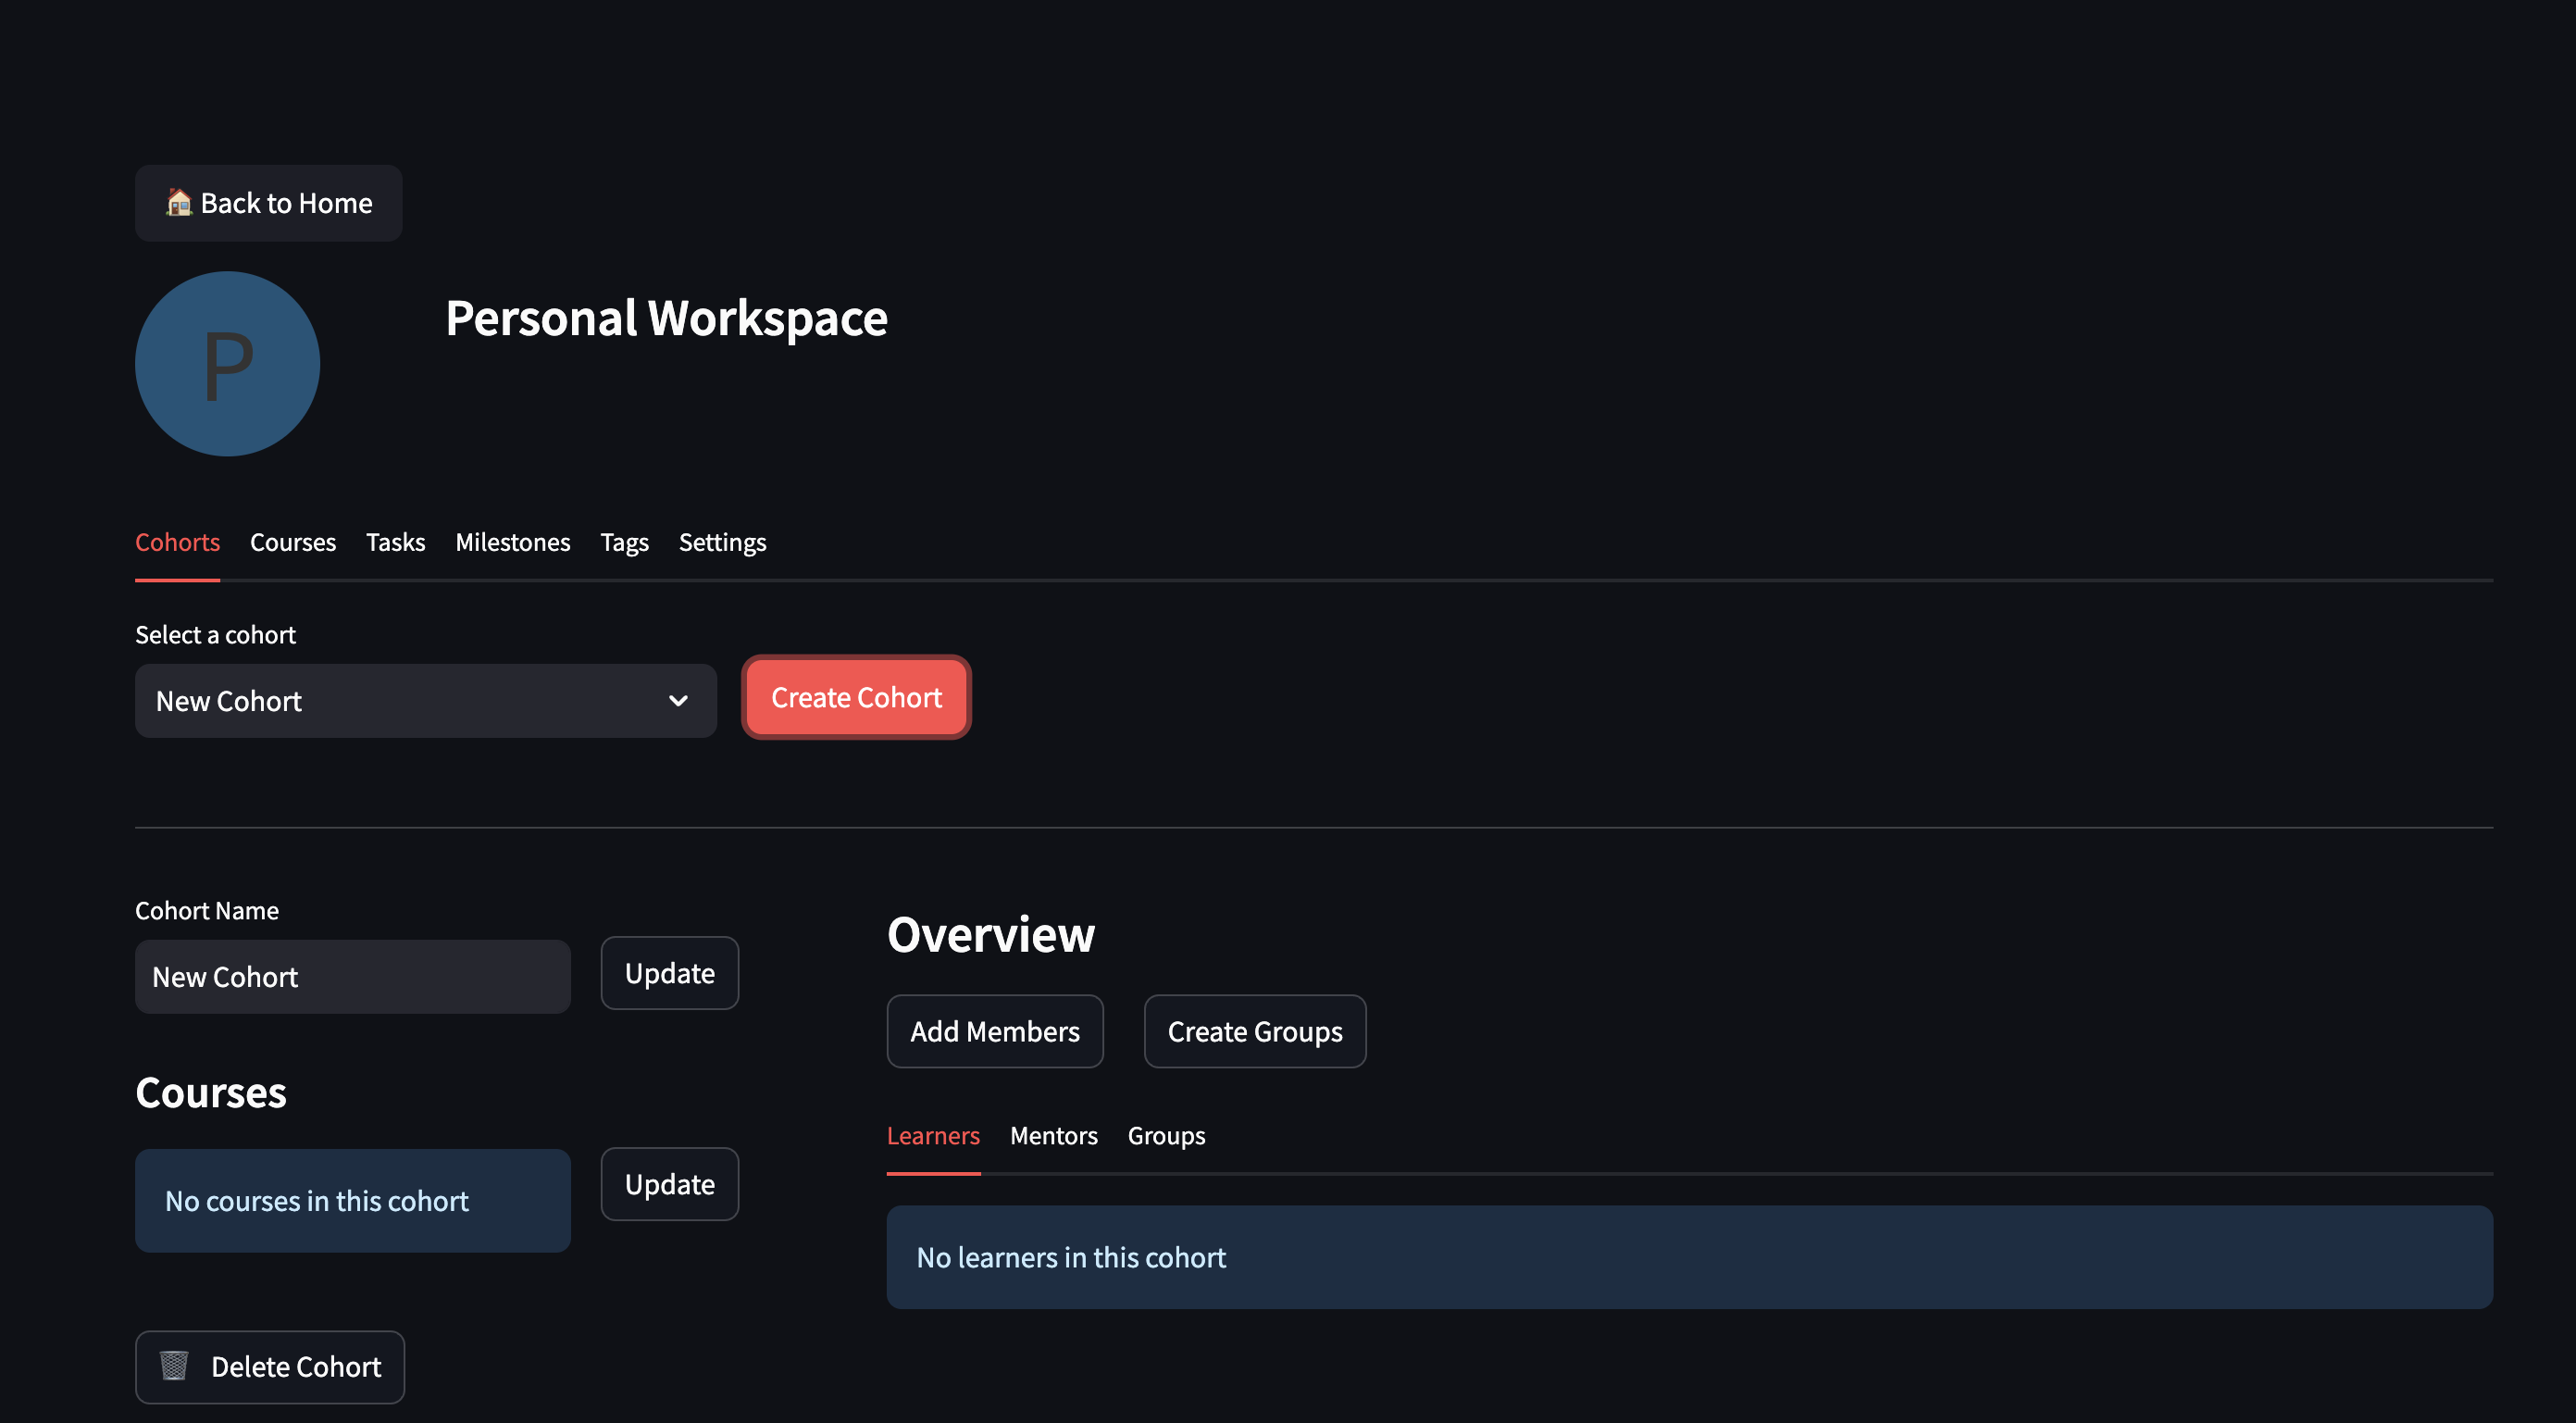 🏠 Back to Home
P
Personal Workspace
Cohorts Courses Tasks Milestones Tags Settings
Select a cohort
New Cohort
Create Cohort
Cohort Name
New Cohort
Update
Courses
No courses in this cohort
Update
🗑️ Delete Cohort
Overview
Add Members Create Groups
Learners Mentors Groups
No learners in this cohort